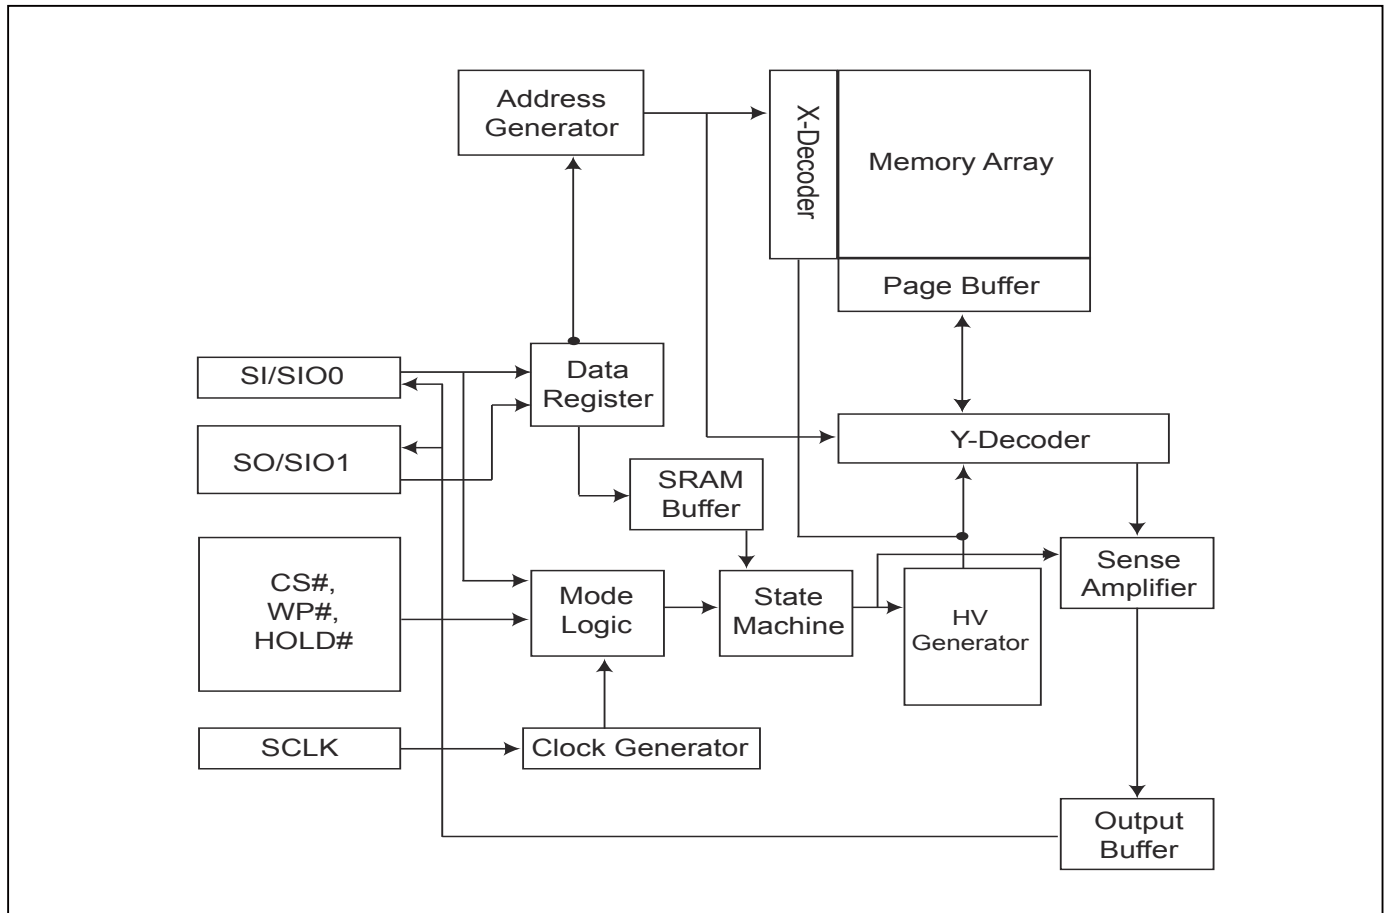 Address
Generator
X-Decoder
Memory Array
Page Buffer
SI/SIO0
Data
Register
SO/SIO1
Y-Decoder
SRAM
Buffer
CS#,
WP#,
HOLD#
Mode
Logic
State
Machine
HV
Generator
Sense
Amplifier
SCLK
Clock Generator
Output
Buffer